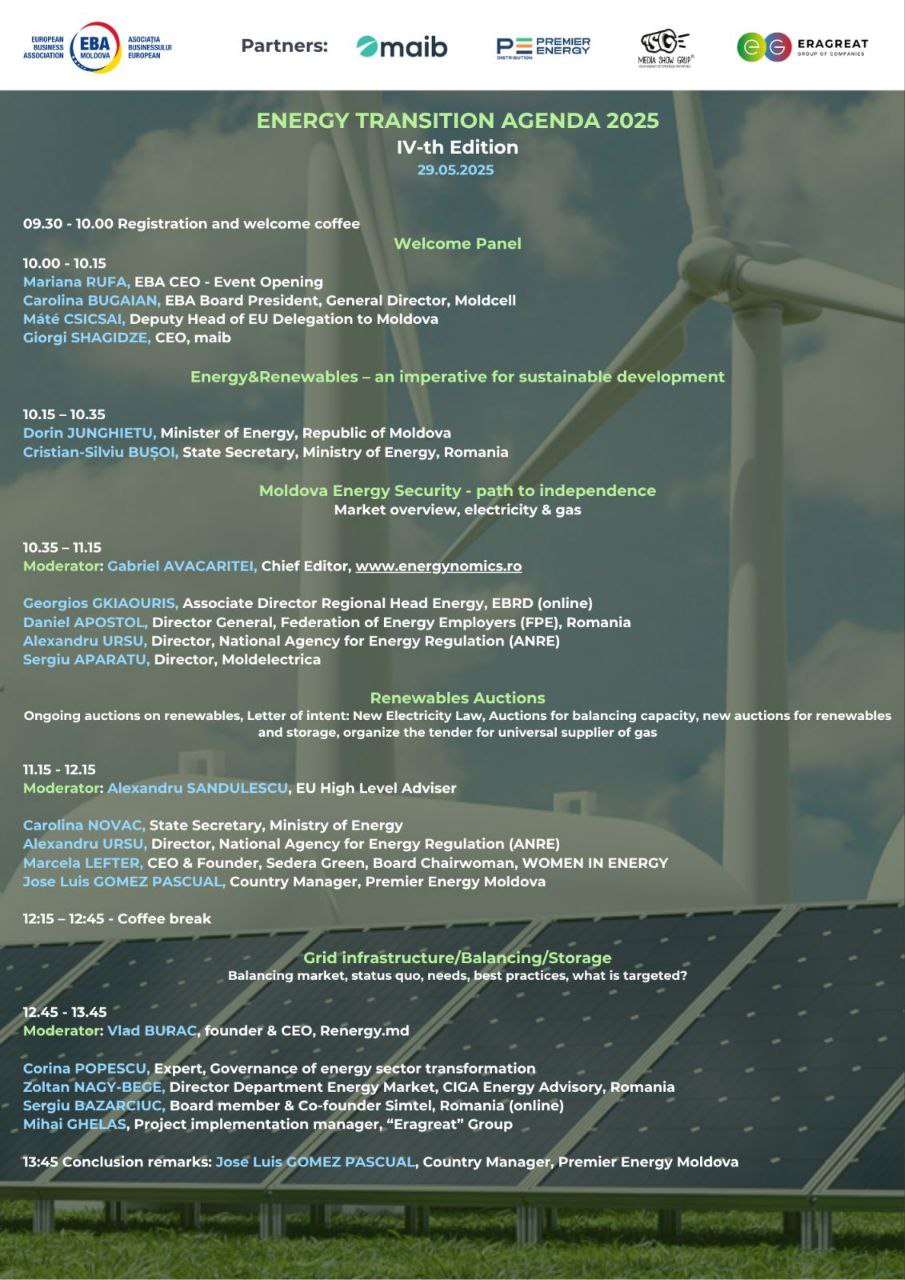 EUROPEAN
BUSINESS
ASSOCIATION
EBA
MOLDOVA
ASOCIAȚIA
BUSINESSULUI
EUROPEAN
Partners:
maib
PE PREMIER
ENERGY
DISTRIBUTION
MEDIA SHOW GRUP
eG ERAGREAT
GROUP OF COMPANIES
ENERGY TRANSITION AGENDA 2025
IV-th Edition
29.05.2025
09.30 - 10.00 Registration and welcome coffee
Welcome Panel
10.00 - 10.15
Mariana RUFA, EBA CEO - Event Opening
Carolina BUGAIAN, EBA Board President, General Director, Moldcell
Máté CSICSAI, Deputy Head of EU Delegation to Moldova
Giorgi SHAGIDZE, CEO, maib
Energy&Renewables – an imperative for sustainable development
10.15 – 10.35
Dorin JUNGHIETU, Minister of Energy, Republic of Moldova
Cristian-Silviu BUȘOI, State Secretary, Ministry of Energy, Romania
Moldova Energy Security - path to independence
Market overview, electricity & gas
10.35 – 11.15
Moderator: Gabriel AVACARITEI, Chief Editor, www.energynomics.ro
Georgios GKIAOURIS, Associate Director Regional Head Energy, EBRD (online)
Daniel APOSTOL, Director General, Federation of Energy Employers (FPE), Romania
Alexandru URSU, Director, National Agency for Energy Regulation (ANRE)
Sergiu APARATU, Director, Moldelectrica
Renewables Auctions
Ongoing auctions on renewables, Letter of intent: New Electricity Law, Auctions for balancing capacity, new auctions for renewables
and storage, organize the tender for universal supplier of gas
11.15 - 12.15
Moderator: Alexandru SANDULESCU, EU High Level Adviser
Carolina NOVAC, State Secretary, Ministry of Energy
Alexandru URSU, Director, National Agency for Energy Regulation (ANRE)
Marcela LEFTER, CEO & Founder, Sedera Green, Board Chairwoman, WOMEN IN ENERGY
Jose Luis GOMEZ PASCUAL, Country Manager, Premier Energy Moldova
12:15 – 12:45 - Coffee break
Grid infrastructure/Balancing/Storage
Balancing market, status quo, needs, best practices, what is targeted?
12.45 - 13.45
Moderator: Vlad BURAC, founder & CEO, Renergy.md
Corina POPESCU, Expert, Governance of energy sector transformation
Zoltan NAGY-BEGE, Director Department Energy Market, CIGA Energy Advisory, Romania
Sergiu BAZARCIUC, Board member & Co-founder Simtel, Romania (online)
Mihai GHELAS, Project implementation manager, “Eragreat” Group
13:45 Conclusion remarks: Jose Luis GOMEZ PASCUAL, Country Manager, Premier Energy Moldova